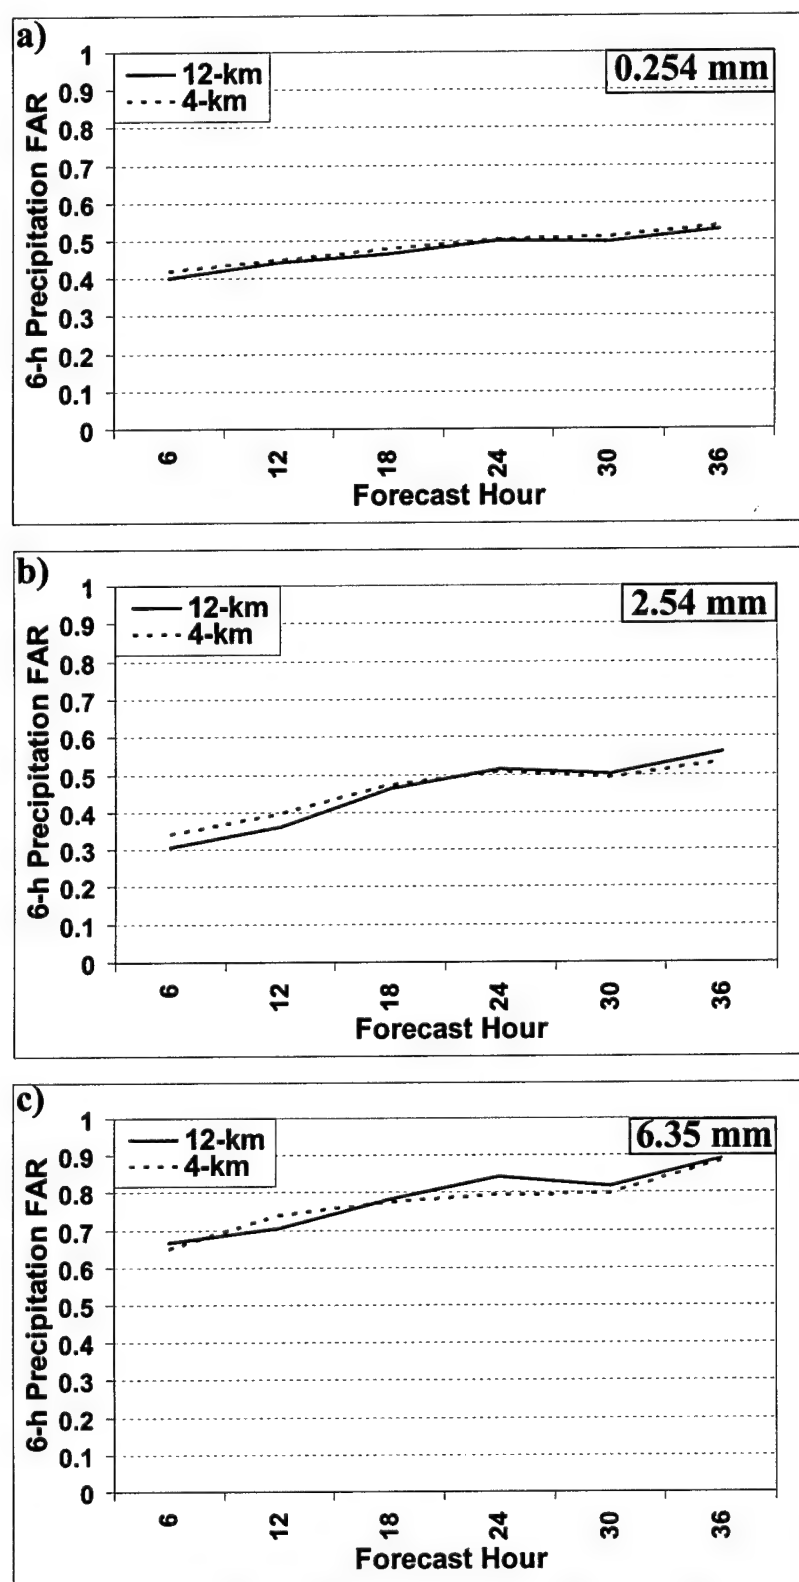 a)
1
0.9
0.8
0.7
0.6
0.5
0.4
0.3
0.2
0.1
0
6-h Precipitation FAR
12-km
4-km
0.254 mm
6
12
18
24
30
36
Forecast Hour
b)
1
0.9
0.8
0.7
0.6
0.5
0.4
0.3
0.2
0.1
0
6-h Precipitation FAR
12-km
4-km
2.54 mm
6
12
18
24
30
36
Forecast Hour
c)
1
0.9
0.8
0.7
0.6
0.5
0.4
0.3
0.2
0.1
0
6-h Precipitation FAR
12-km
4-km
6.35 mm
6
12
18
24
30
36
Forecast Hour